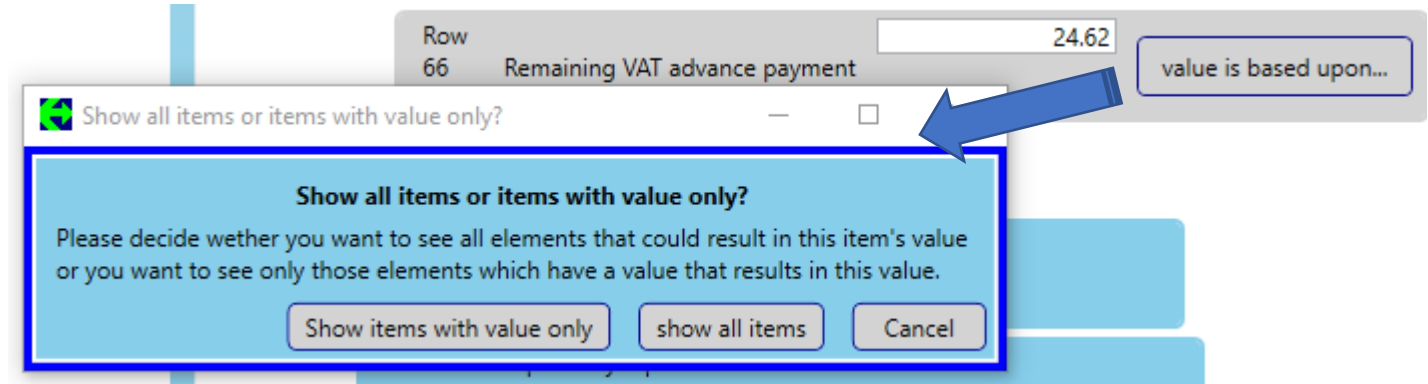 Row
24.62
66 Remaining VAT advance payment
value is based upon...
Show all items or items with value only?
Show all items or items with value only?
Please decide wether you want to see all elements that could result in this item's value
or you want to see only those elements which have a value that results in this value.
Show items with value only
show all items
Cancel